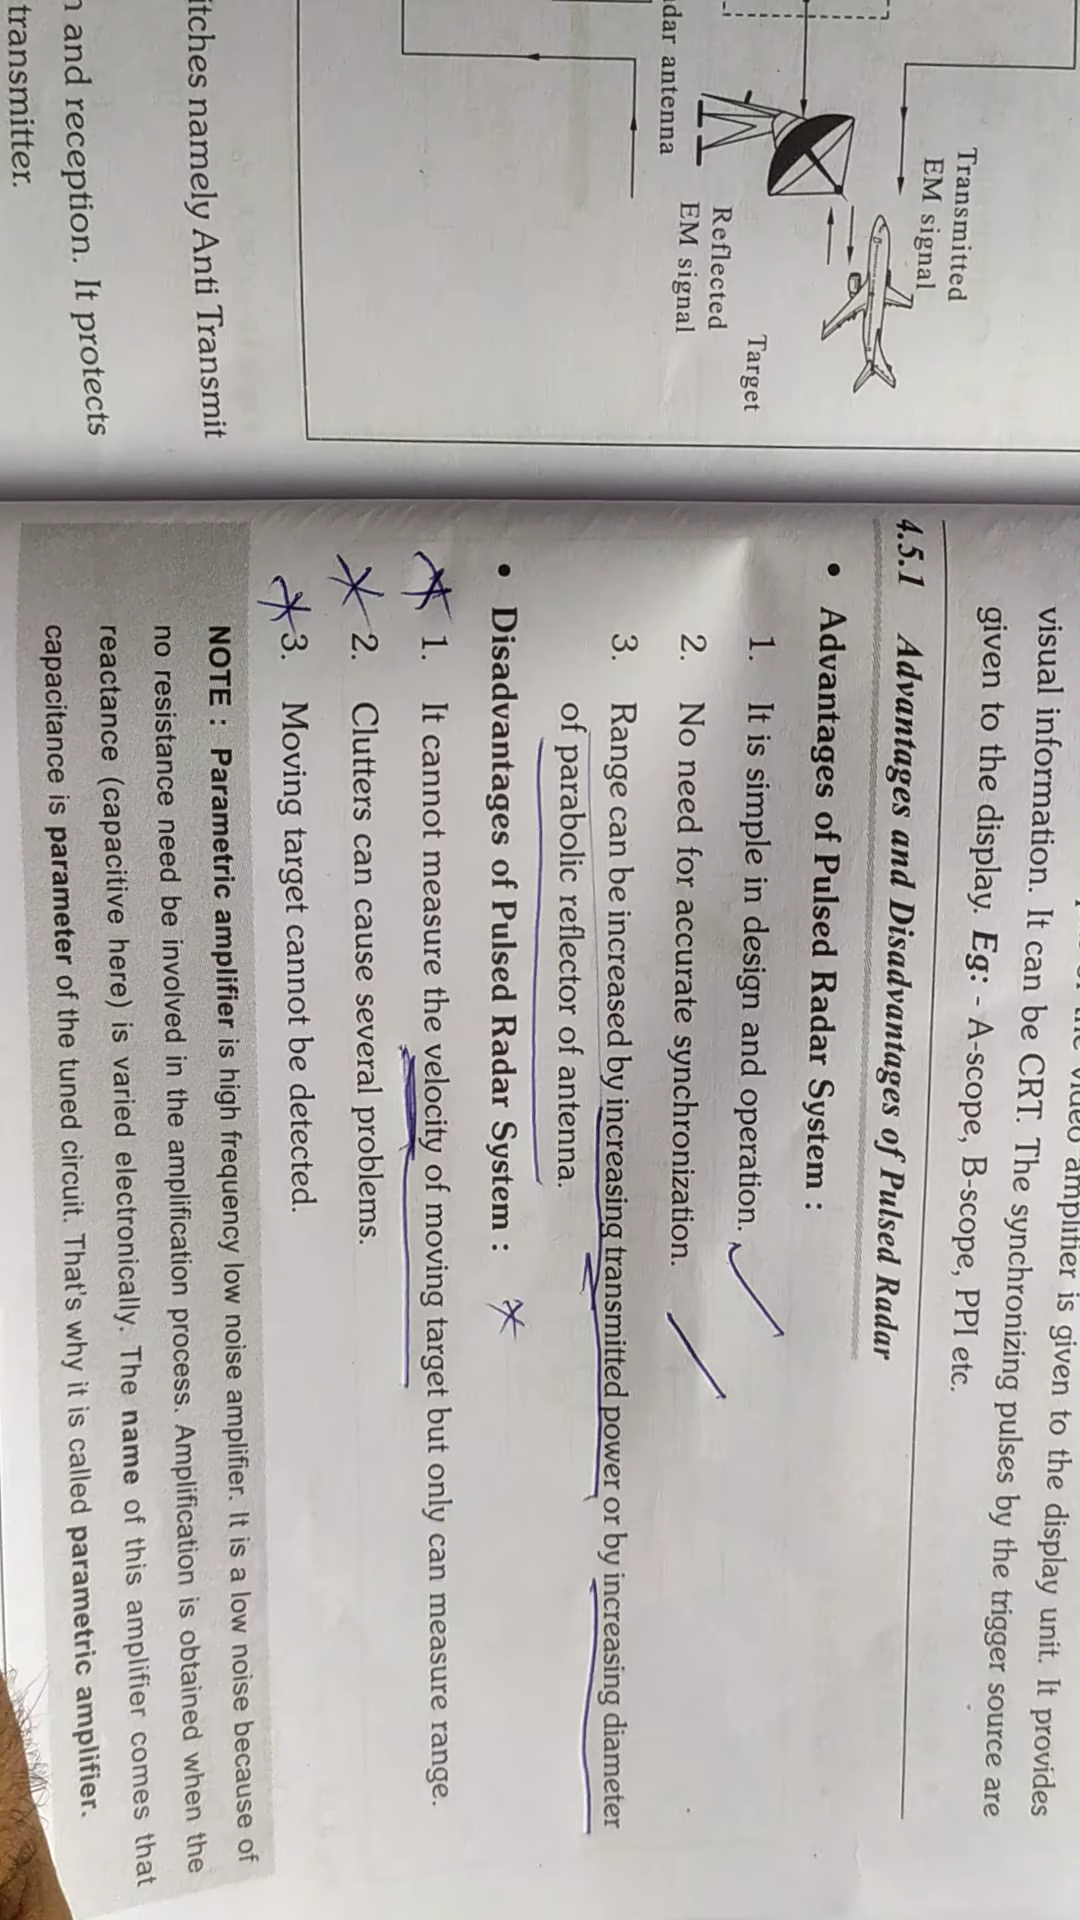 Transmitted
EM signal
Target
Reflected
EM signal
dar antenna
itches namely Anti Transmit
and reception. It protects
transmitter.
amplifier is given to the display unit. It provides
visual information. It can be CRT. The synchronizing pulses by the trigger source are
given to the display. Eg: - A-scope, B-scope, PPI etc.
4.5.1 Advantages and Disadvantages of Pulsed Radar
• Advantages of Pulsed Radar System :
1. It is simple in design and operation.
2. No need for accurate synchronization.
3. Range can be increased by increasing transmitted power or by increasing diameter
of parabolic reflector of antenna.
• Disadvantages of Pulsed Radar System :
1. It cannot measure the velocity of moving target but only can measure range.
2. Clutters can cause several problems.
3. Moving target cannot be detected.
NOTE : Parametric amplifier is high frequency low noise amplifier. It is a low noise because of
no resistance need be involved in the amplification process. Amplification is obtained when the
reactance (capacitive here) is varied electronically. The name of this amplifier comes that
capacitance is parameter of the tuned circuit. That's why it is called parametric amplifier.